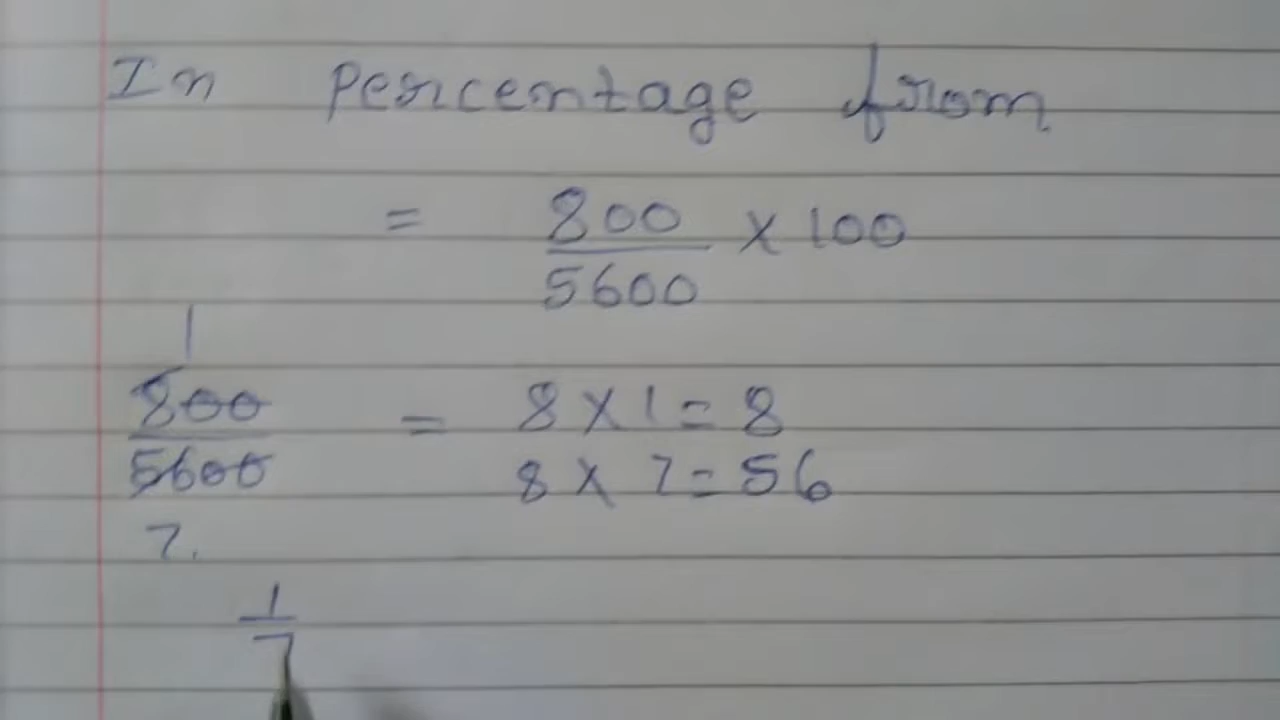 In percentage from
= 800/5600 × 100
1
800/5600 = 8 × 1 = 8
8 × 7 = 56
7.
1/7